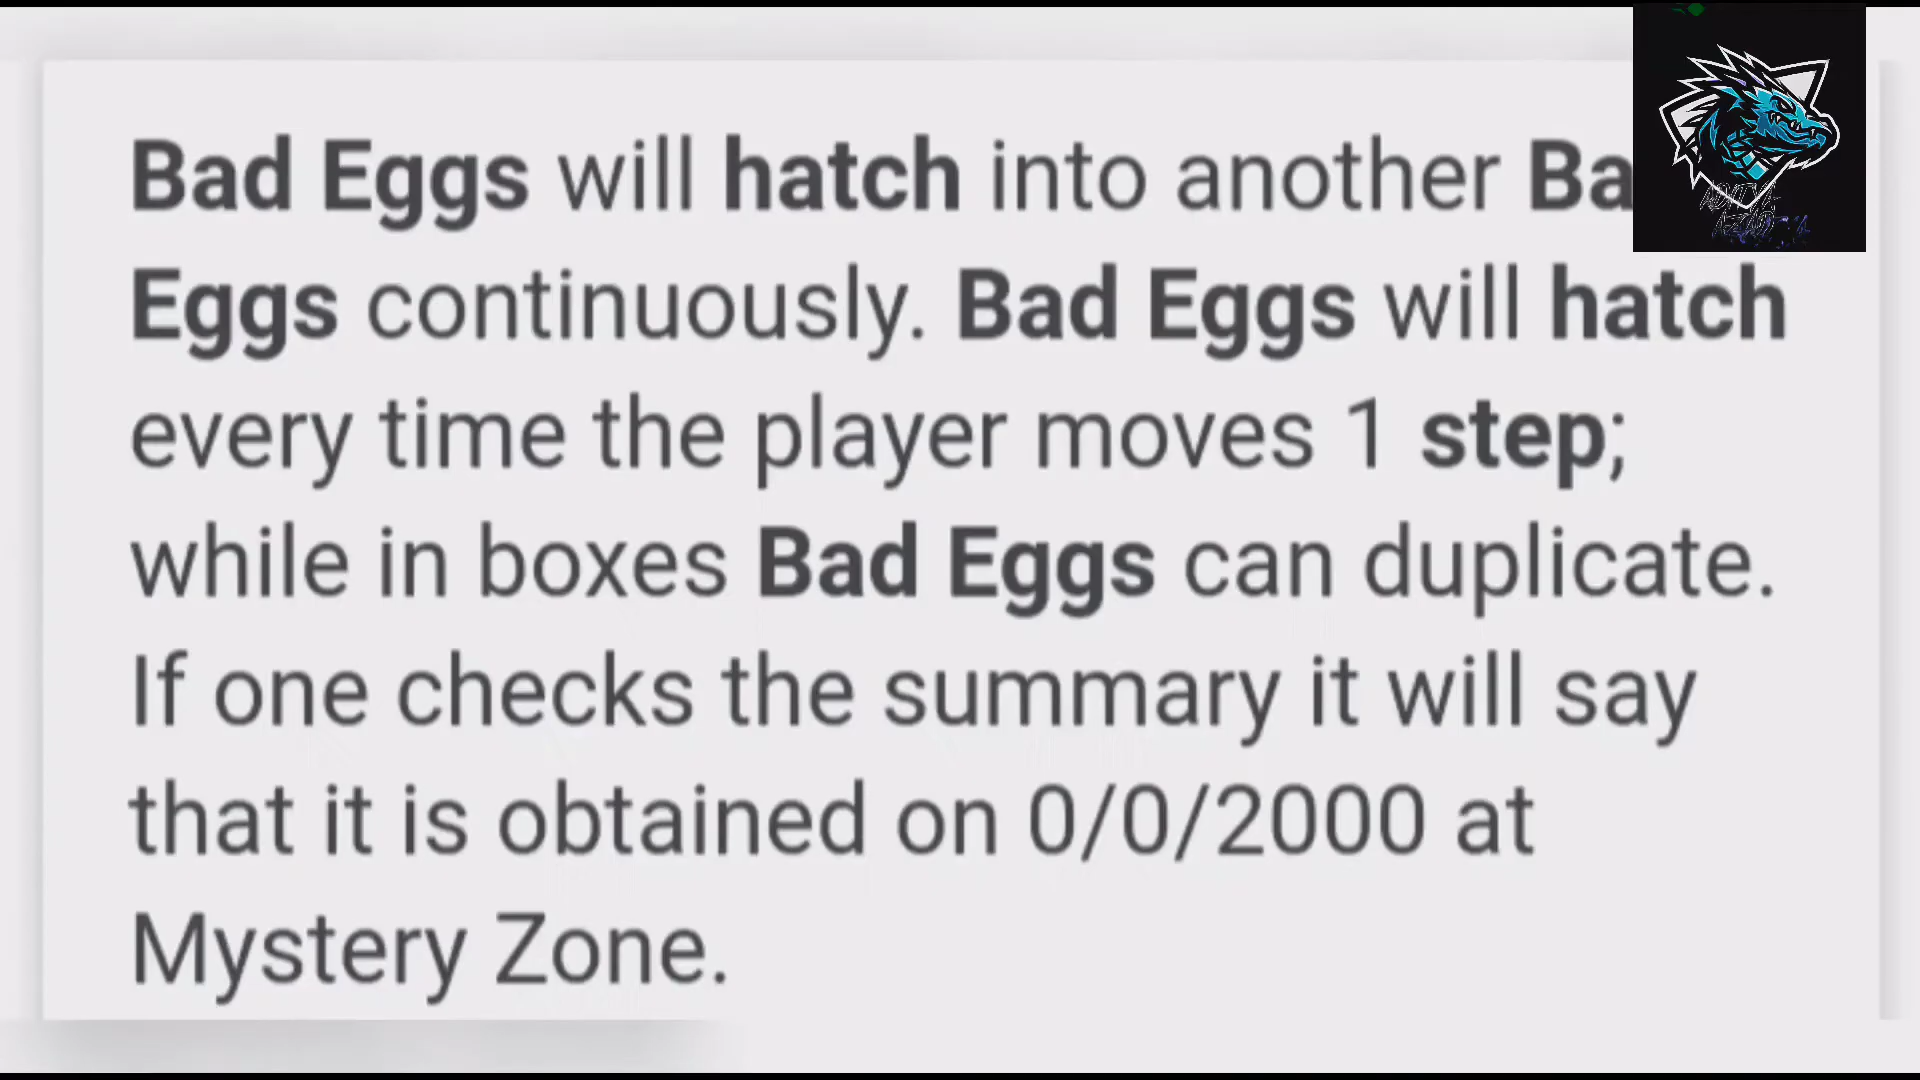 Bad Eggs will hatch into another Ba
Eggs continuously. Bad Eggs will hatch
every time the player moves 1 step;
while in boxes Bad Eggs can duplicate.
If one checks the summary it will say
that it is obtained on 0/0/2000 at
Mystery Zone.